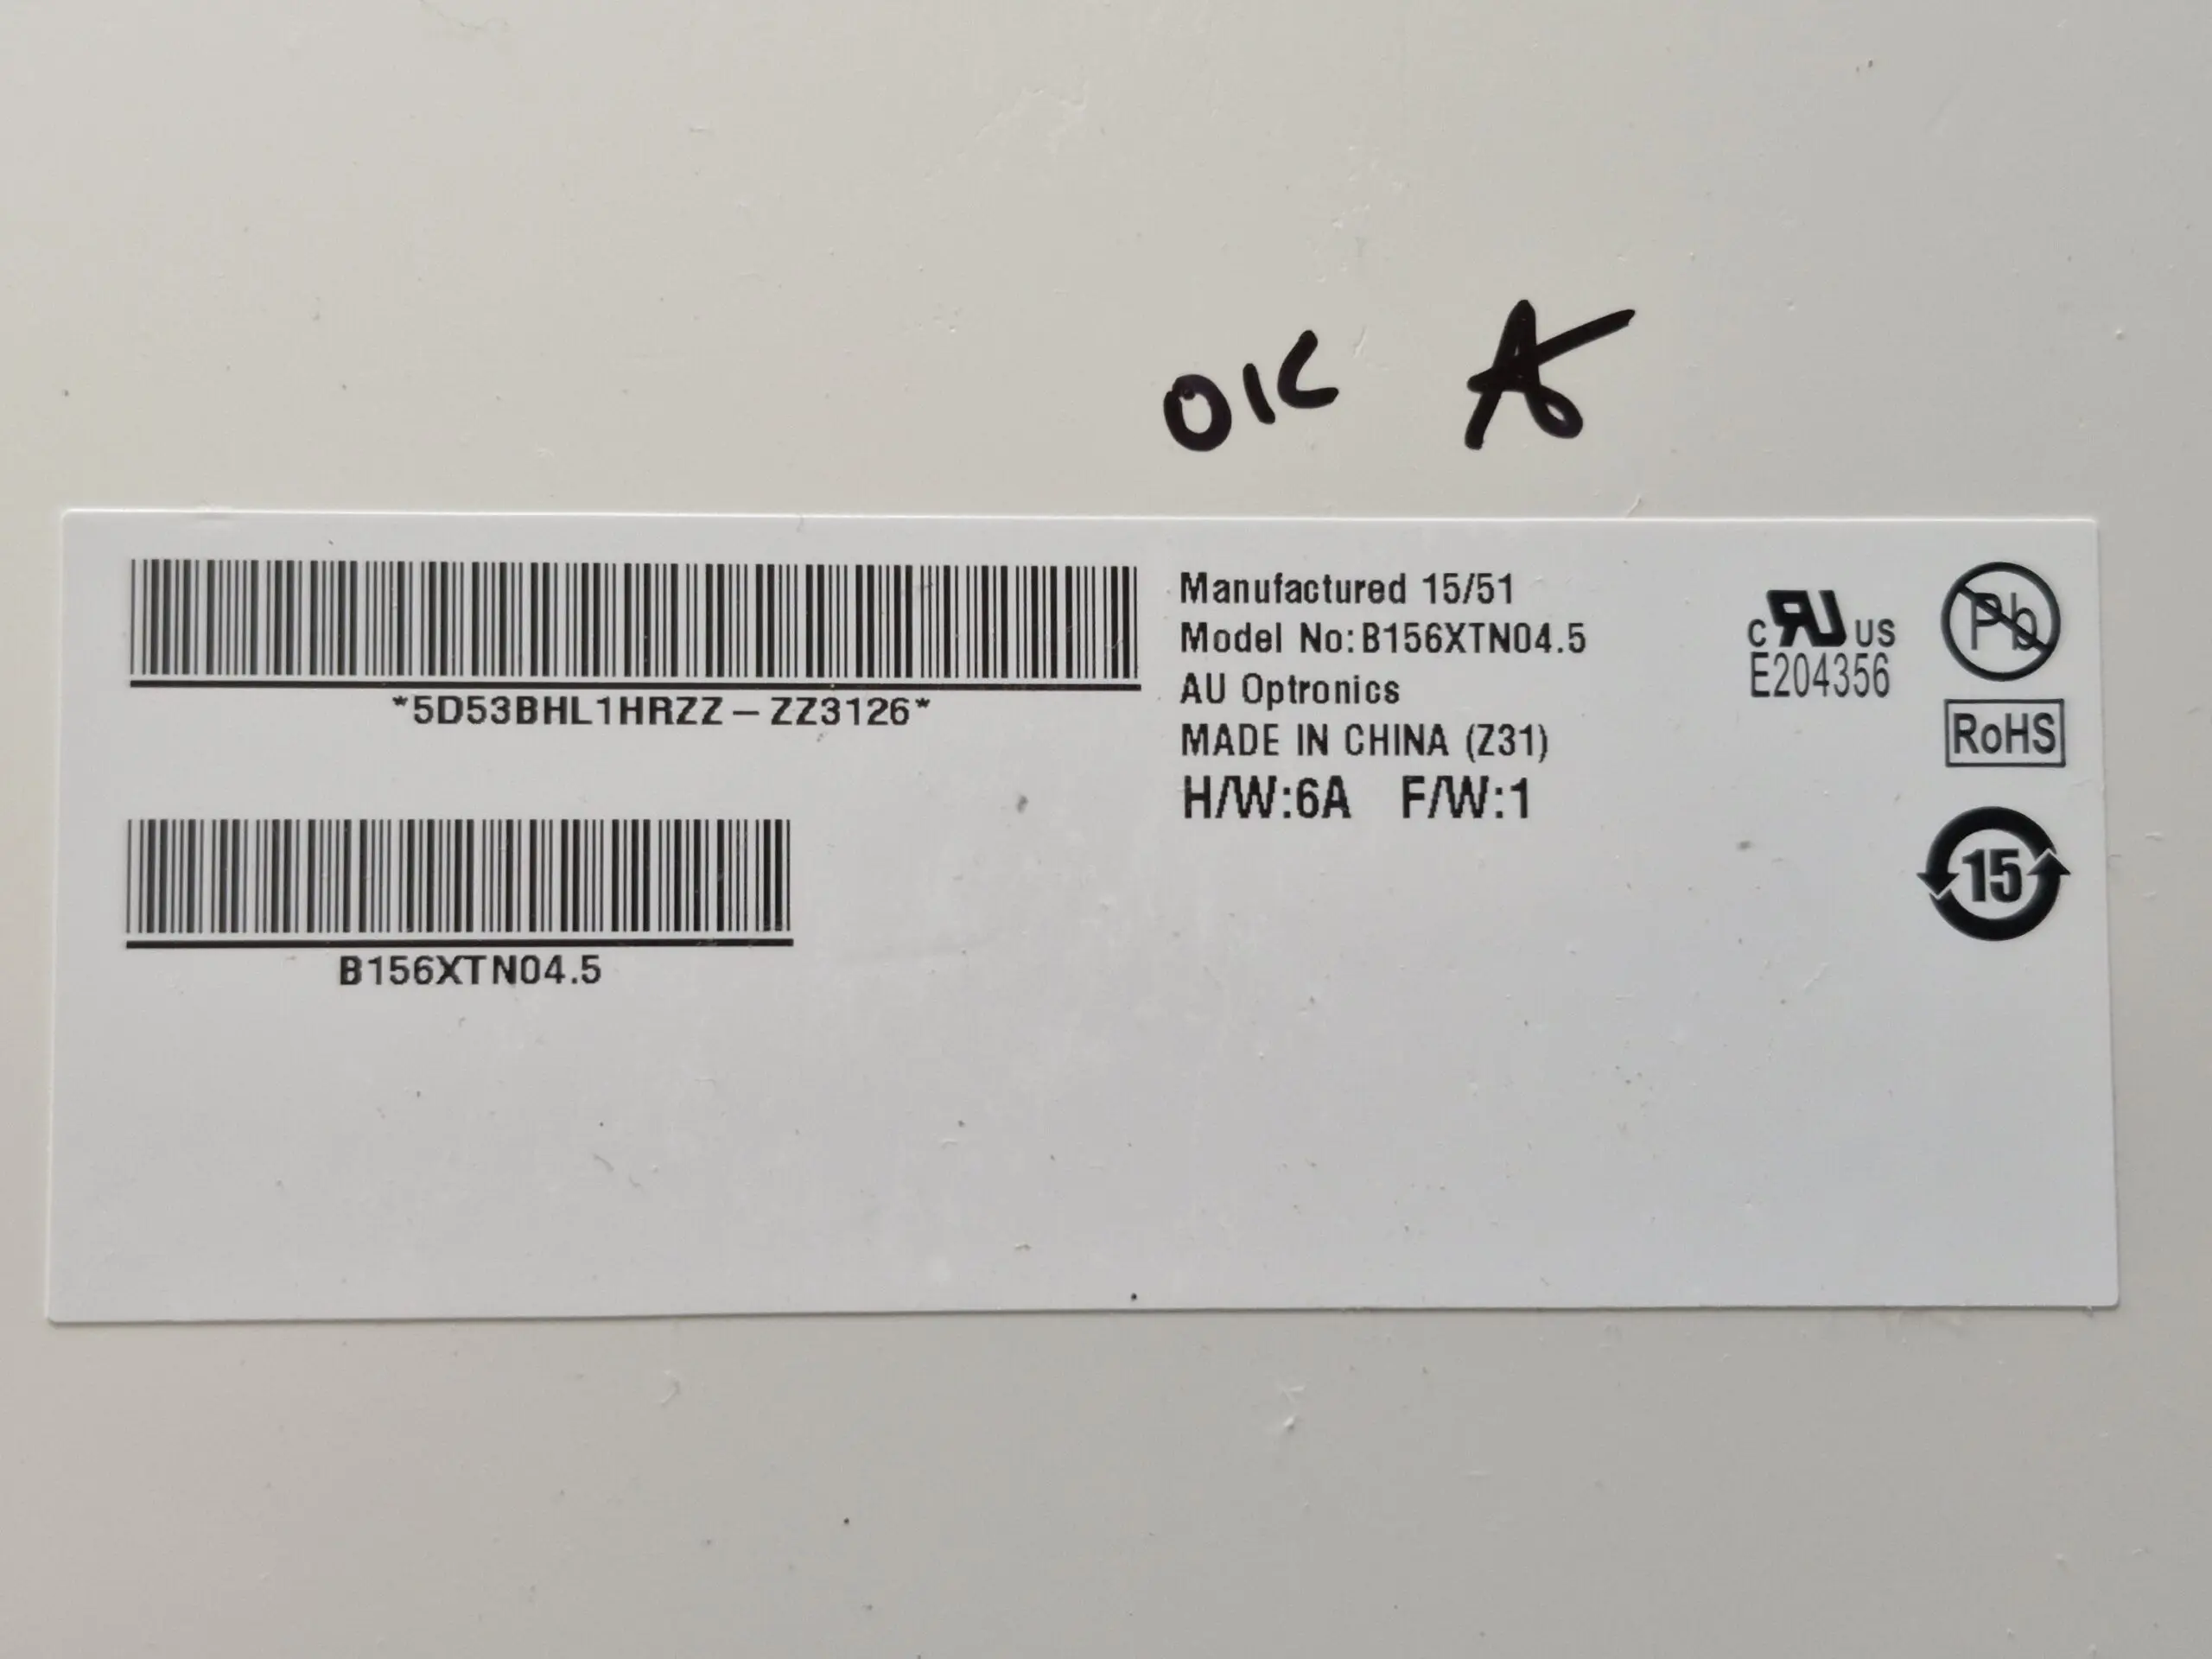 OK A
*5D53BHL1HRZZ - ZZ3126*
B156XTN04.5
Manufactured 15/51
Model No:B156XTN04.5
AU Optronics
MADE IN CHINA (Z31)
H/W:6A F/W:1
c RU US
E204356
Pb
RoHS
15